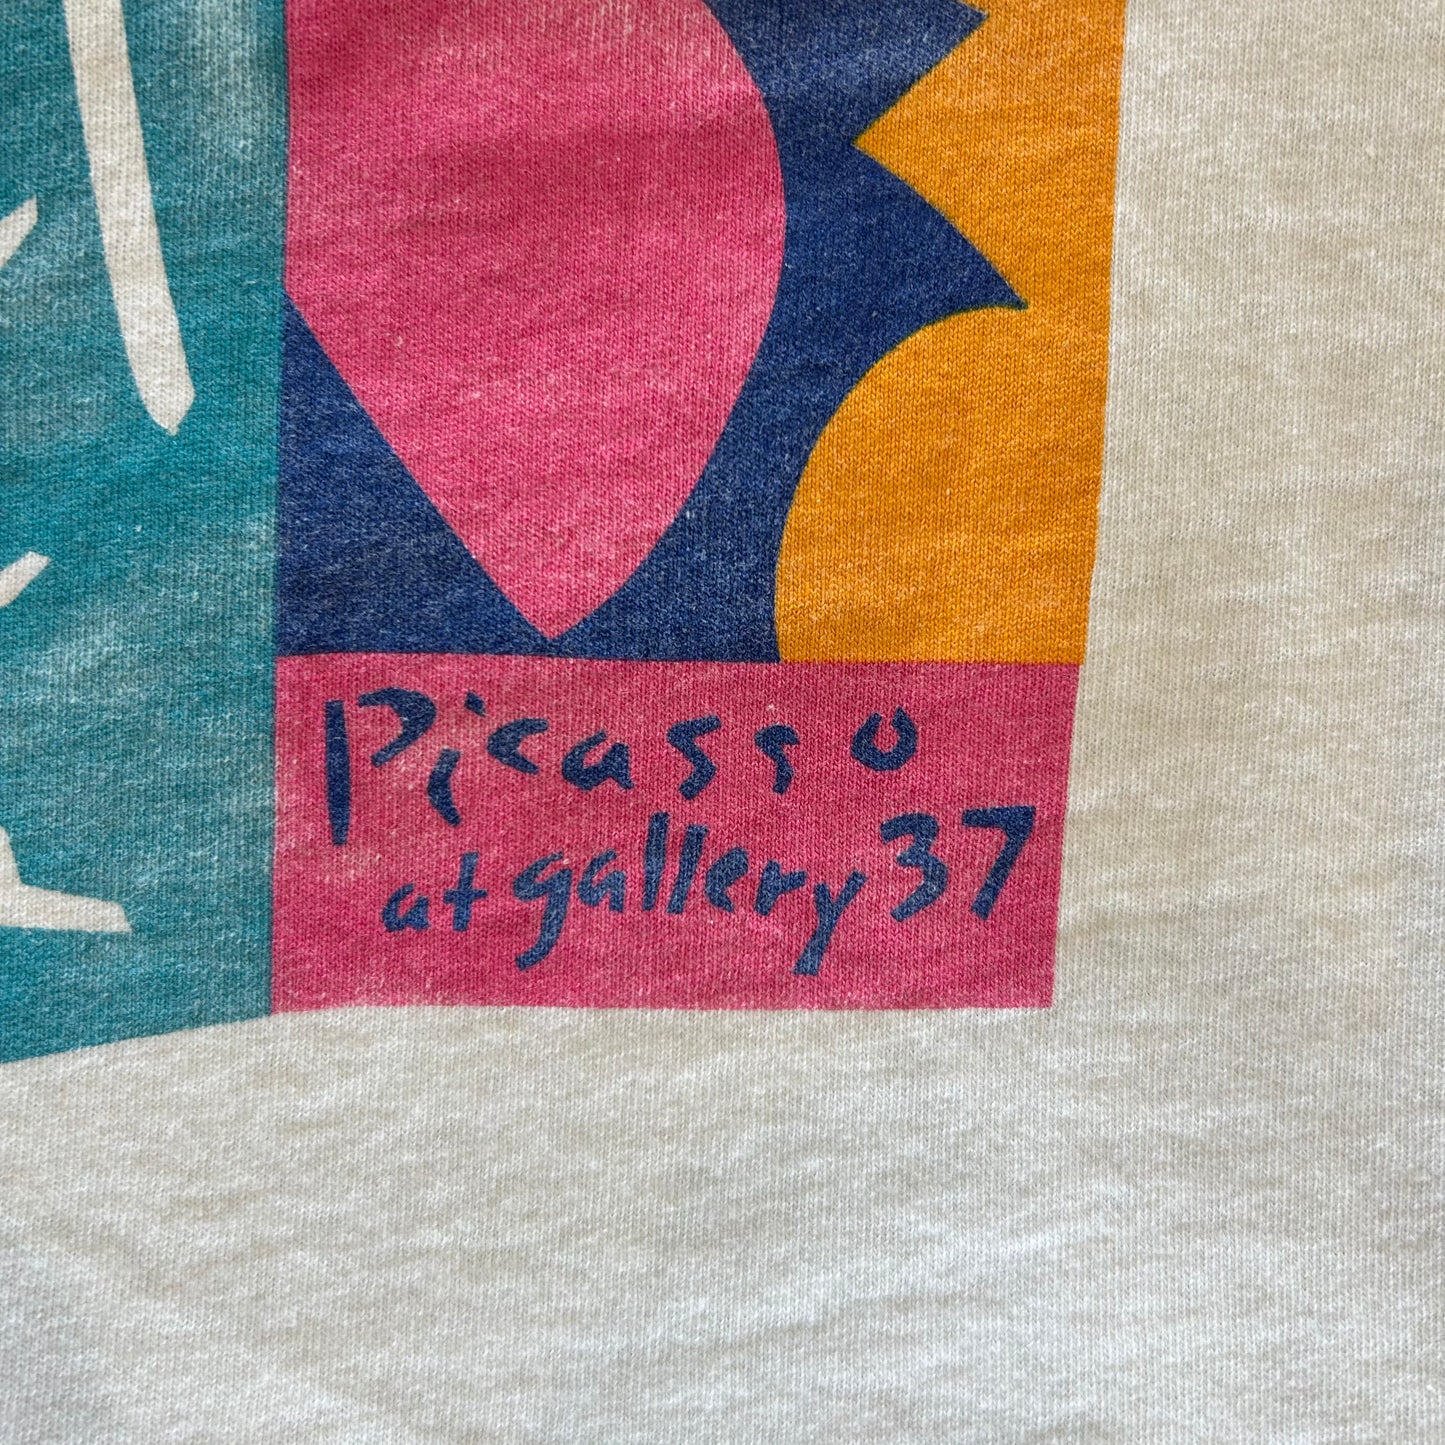 Picasso
at gallery 37